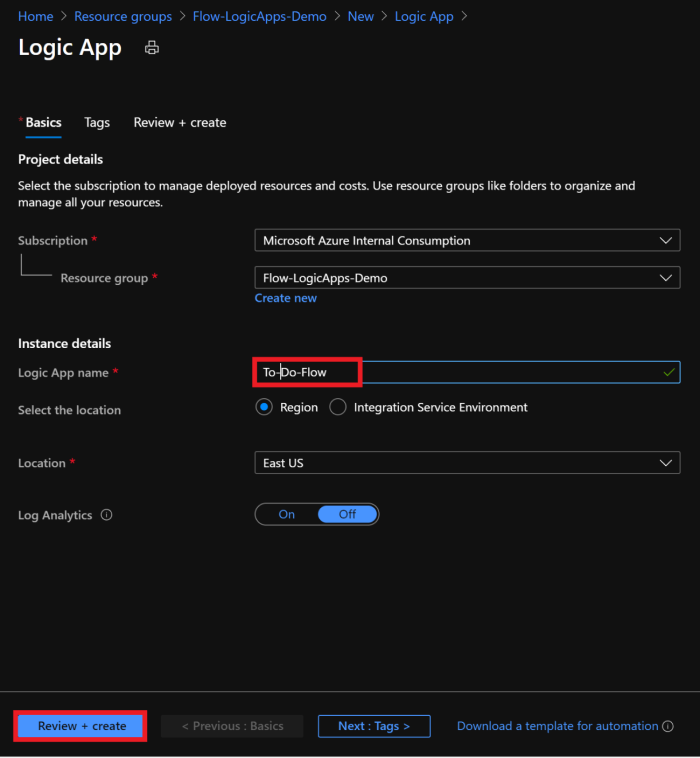 Home > Resource groups > Flow-LogicApps-Demo > New > Logic App >
Logic App
* Basics Tags Review + create
Project details
Select the subscription to manage deployed resources and costs. Use resource groups like folders to organize and
manage all your resources.
Subscription * Microsoft Azure Internal Consumption
Resource group * Flow-LogicApps-Demo
Create new
Instance details
Logic App name * To-Do-Flow
Select the location Region Integration Service Environment
Location * East US
Log Analytics On Off
Review + create < Previous : Basics Next : Tags > Download a template for automation